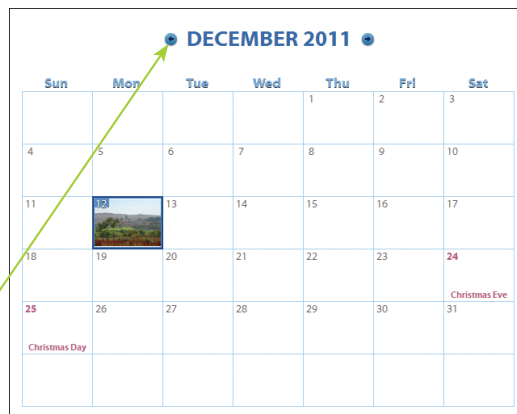 DECEMBER 2011
Sun Mon Tue Wed Thu Fri Sat
1 2 3
4 5 6 7 8 9 10
11 12 13 14 15 16 17
18 19 20 21 22 23 24
Christmas Eve
25 26 27 28 29 30 31
Christmas Day